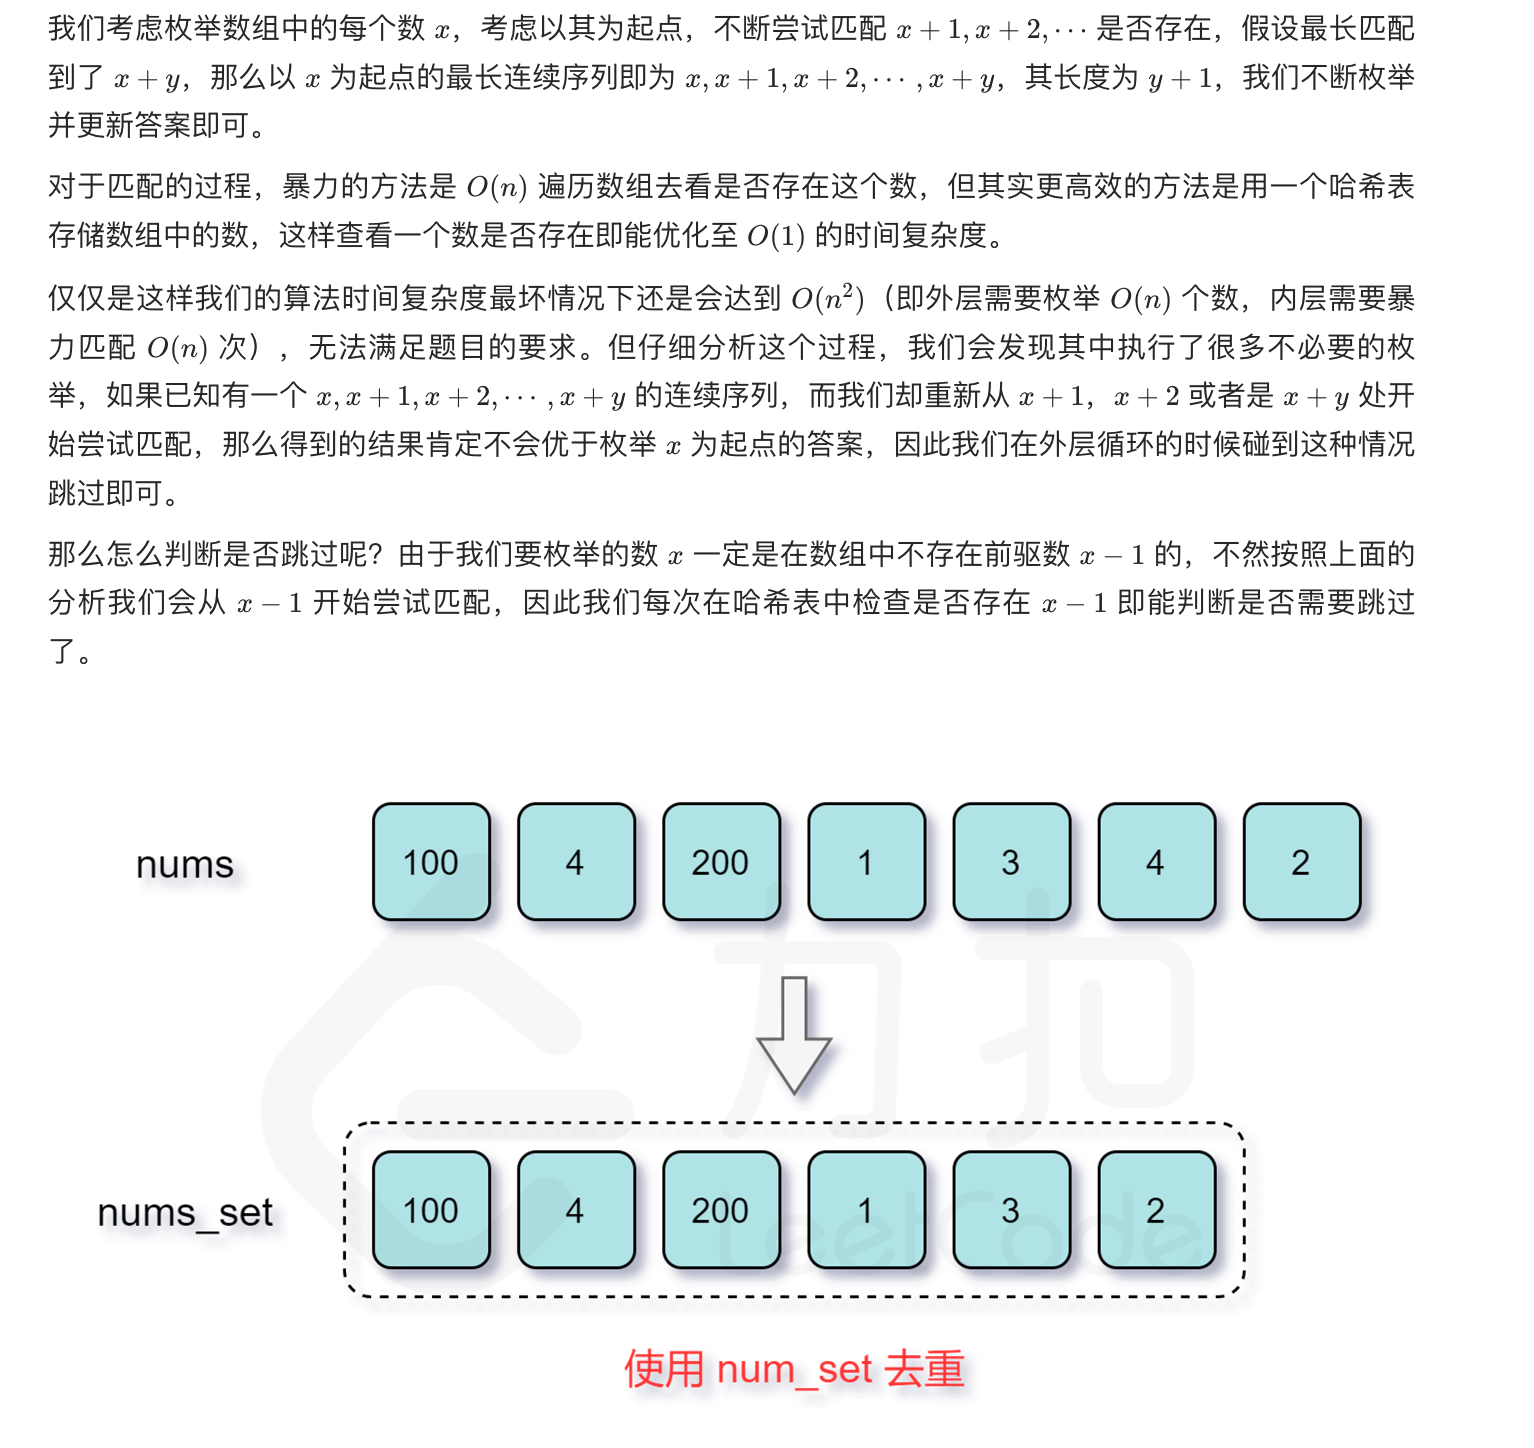 我们考虑枚举数组中的每个数 x，考虑以其为起点，不断尝试匹配 x + 1, x + 2, ⋯ 是否存在，假设最长匹配
到了 x + y，那么以 x 为起点的最长连续序列即为 x, x + 1, x + 2, ⋯ , x + y，其长度为 y + 1，我们不断枚举
并更新答案即可。
对于匹配的过程，暴力的方法是 O(n) 遍历数组去看是否存在这个数，但其实更高效的方法是用一个哈希表
存储数组中的数，这样查看一个数是否存在即能优化至 O(1) 的时间复杂度。
仅仅是这样我们的算法时间复杂度最坏情况下还是会达到 O(n²)（即外层需要枚举 O(n) 个数，内层需要暴
力匹配 O(n) 次），无法满足题目的要求。但仔细分析这个过程，我们会发现其中执行了很多不必要的枚
举，如果已知有一个 x, x + 1, x + 2, ⋯ , x + y 的连续序列，而我们却重新从 x + 1，x + 2 或者是 x + y 处开
始尝试匹配，那么得到的结果肯定不会优于枚举 x 为起点的答案，因此我们在外层循环的时候碰到这种情况
跳过即可。
那么怎么判断是否跳过呢？由于我们要枚举的数 x 一定是在数组中不存在前驱数 x − 1 的，不然按照上面的
分析我们会从 x − 1 开始尝试匹配，因此我们每次在哈希表中检查是否存在 x − 1 即能判断是否需要跳过
了。
nums 100 4 200 1 3 4 2
力扣
nums_set 100 4 200 1 3 2
LeetCode
使用 num_set 去重